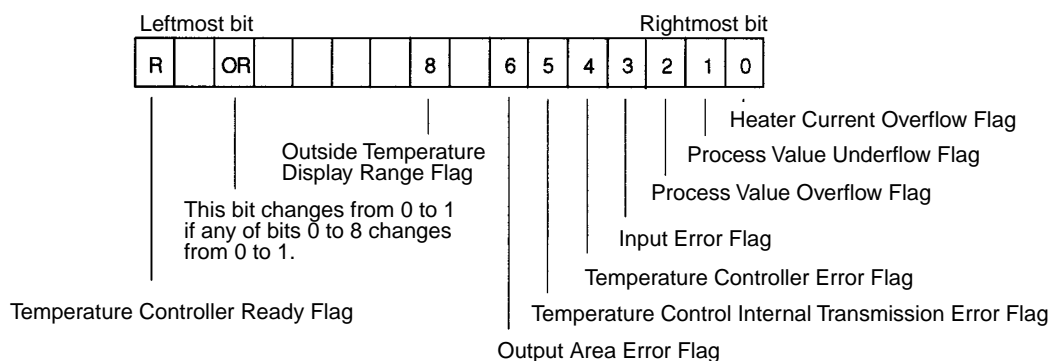 Leftmost bit Rightmost bit
R OR 8 6 5 4 3 2 1 0
Heater Current Overflow Flag
Outside Temperature
Display Range Flag
Process Value Underflow Flag
Process Value Overflow Flag
This bit changes from 0 to 1
if any of bits 0 to 8 changes
from 0 to 1.
Input Error Flag
Temperature Controller Error Flag
Temperature Controller Ready Flag
Temperature Control Internal Transmission Error Flag
Output Area Error Flag